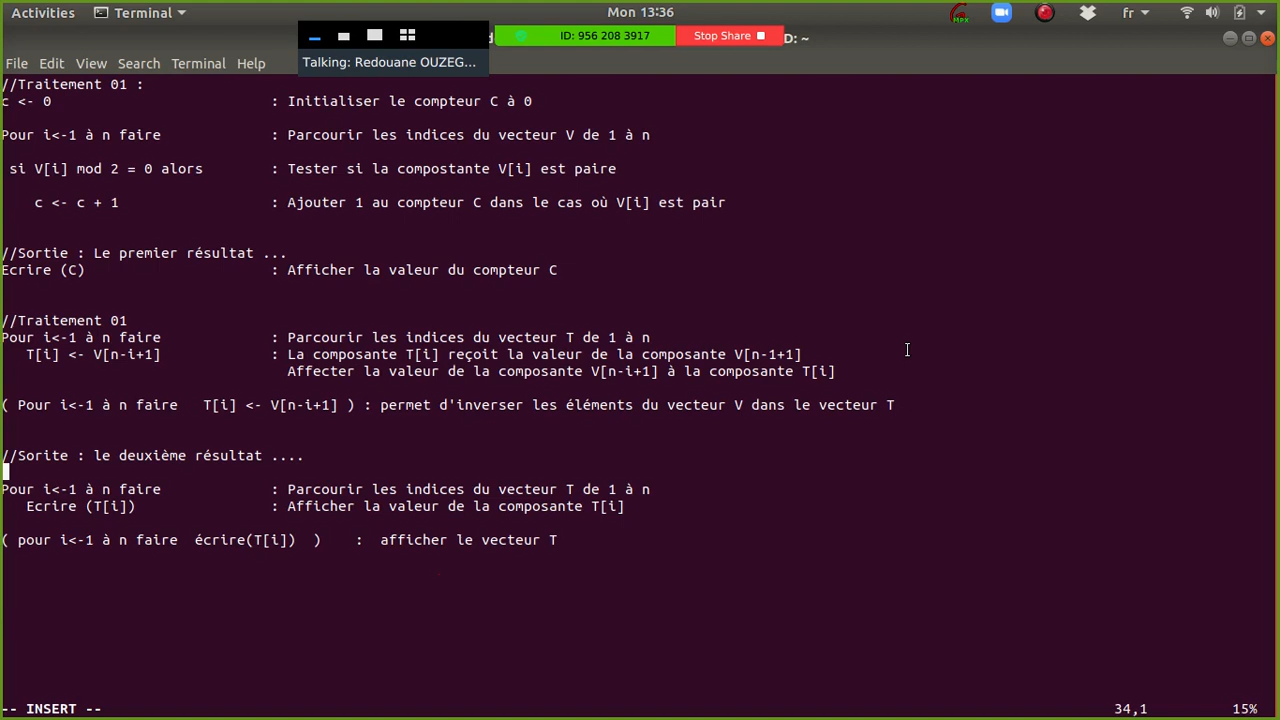 Activities Terminal Mon 13:36 MPX fr
ID: 956 208 3917 Stop Share d D: ~
Talking: Redouane OUZEG...
File Edit View Search Terminal Help
//Traitement 01 :
c <- 0 : Initialiser le compteur C à 0
Pour i<-1 à n faire : Parcourir les indices du vecteur V de 1 à n
si V[i] mod 2 = 0 alors : Tester si la compostante V[i] est paire
c <- c + 1 : Ajouter 1 au compteur C dans le cas où V[i] est pair
//Sortie : Le premier résultat ...
Ecrire (C) : Afficher la valeur du compteur C
//Traitement 01
Pour i<-1 à n faire : Parcourir les indices du vecteur T de 1 à n
T[i] <- V[n-i+1] : La composante T[i] reçoit la valeur de la composante V[n-1+1]
Affecter la valeur de la composante V[n-i+1] à la composante T[i]
( Pour i<-1 à n faire T[i] <- V[n-i+1] ) : permet d'inverser les éléments du vecteur V dans le vecteur T
//Sorite : le deuxième résultat ....
Pour i<-1 à n faire : Parcourir les indices du vecteur T de 1 à n
Ecrire (T[i]) : Afficher la valeur de la composante T[i]
( pour i<-1 à n faire écrire(T[i]) ) : afficher le vecteur T
-- INSERT -- 34,1 15%